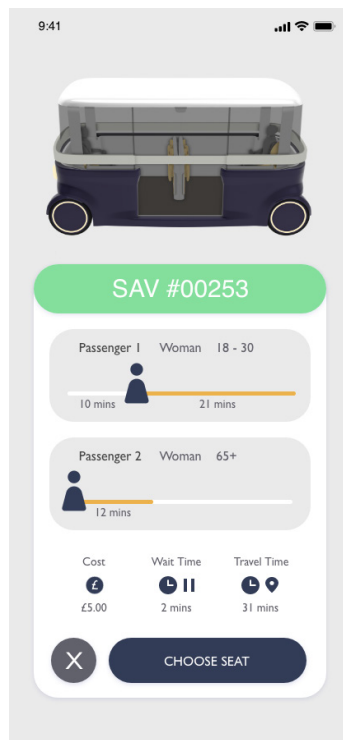 9:41
SAV #00253
Passenger 1 Woman 18 - 30
10 mins 21 mins
Passenger 2 Woman 65+
12 mins
Cost Wait Time Travel Time
£
£5.00 2 mins 31 mins
X CHOOSE SEAT